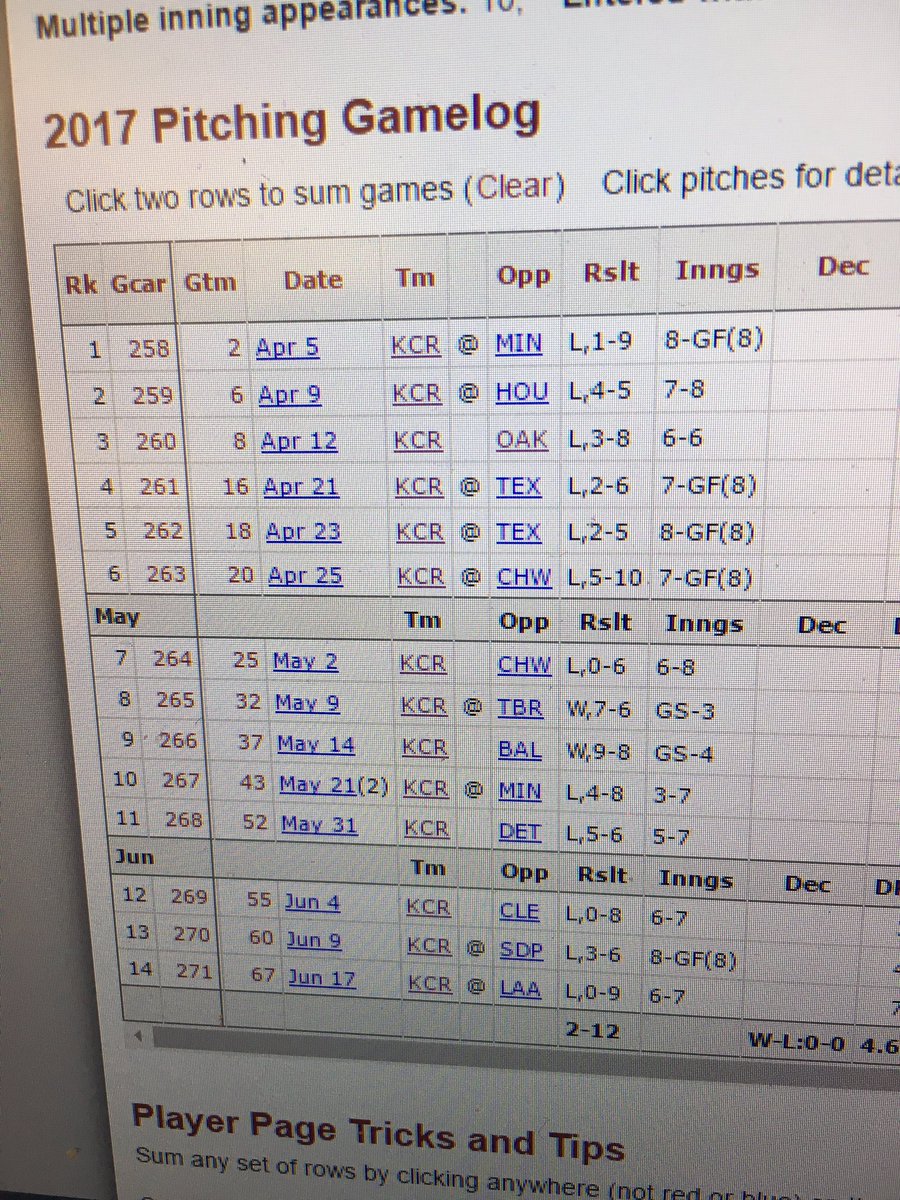 Multiple inning appearances: 10,
2017 Pitching Gamelog
Click two rows to sum games (Clear) Click pitches for deta
Rk Gcar Gtm Date Tm Opp Rslt Inngs Dec
1 258 2 Apr 5 KCR @ MIN L,1-9 8-GF(8)
2 259 6 Apr 9 KCR @ HOU L,4-5 7-8
3 260 8 Apr 12 KCR OAK L,3-8 6-6
4 261 16 Apr 21 KCR @ TEX L,2-6 7-GF(8)
5 262 18 Apr 23 KCR @ TEX L,2-5 8-GF(8)
6 263 20 Apr 25 KCR @ CHW L,5-10 7-GF(8)
May Tm Opp Rslt Inngs Dec
7 264 25 May 2 KCR CHW L,0-6 6-8
8 265 32 May 9 KCR @ TBR W,7-6 GS-3
9 266 37 May 14 KCR BAL W,9-8 GS-4
10 267 43 May 21(2) KCR @ MIN L,4-8 3-7
11 268 52 May 31 KCR DET L,5-6 5-7
Jun Tm Opp Rslt Inngs Dec
12 269 55 Jun 4 KCR CLE L,0-8 6-7
13 270 60 Jun 9 KCR @ SDP L,3-6 8-GF(8)
14 271 67 Jun 17 KCR @ LAA L,0-9 6-7 7
2-12 W-L:0-0 4.6
Player Page Tricks and Tips
Sum any set of rows by clicking anywhere (not red or blue)